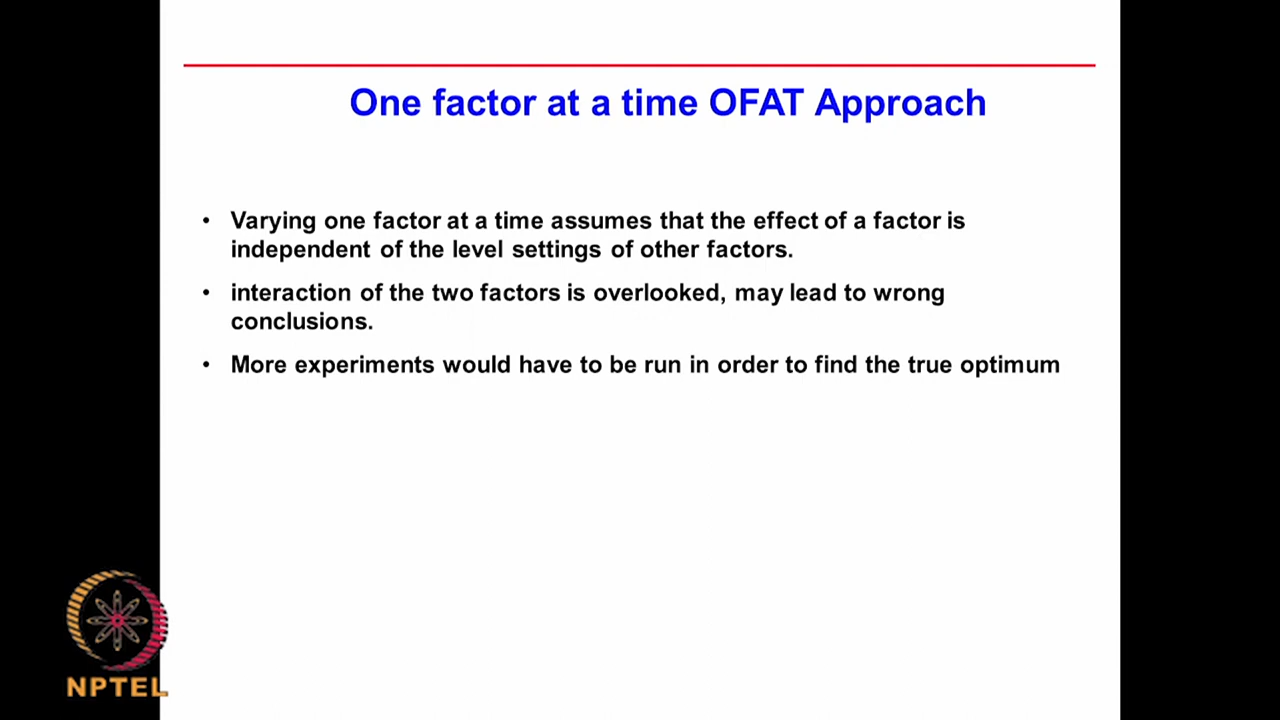 One factor at a time OFAT Approach
• Varying one factor at a time assumes that the effect of a factor is
independent of the level settings of other factors.
• interaction of the two factors is overlooked, may lead to wrong
conclusions.
• More experiments would have to be run in order to find the true optimum
NPTEL